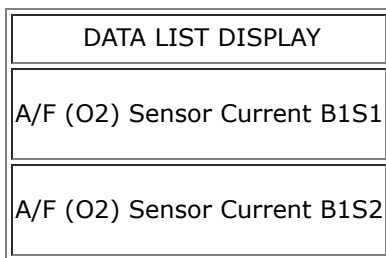 DATA LIST DISPLAY
A/F (O2) Sensor Current B1S1
A/F (O2) Sensor Current B1S2